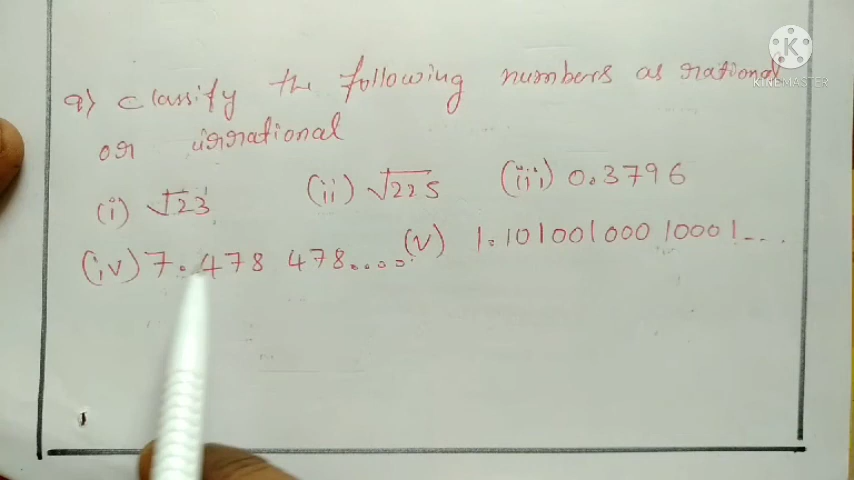 Q) classify the following numbers as rational
or irrational
(i) √23 (ii) √225 (iii) 0.3796
(iv) 7.478 478.... (v) 1.101001000 10001...
K
KINEMASTER